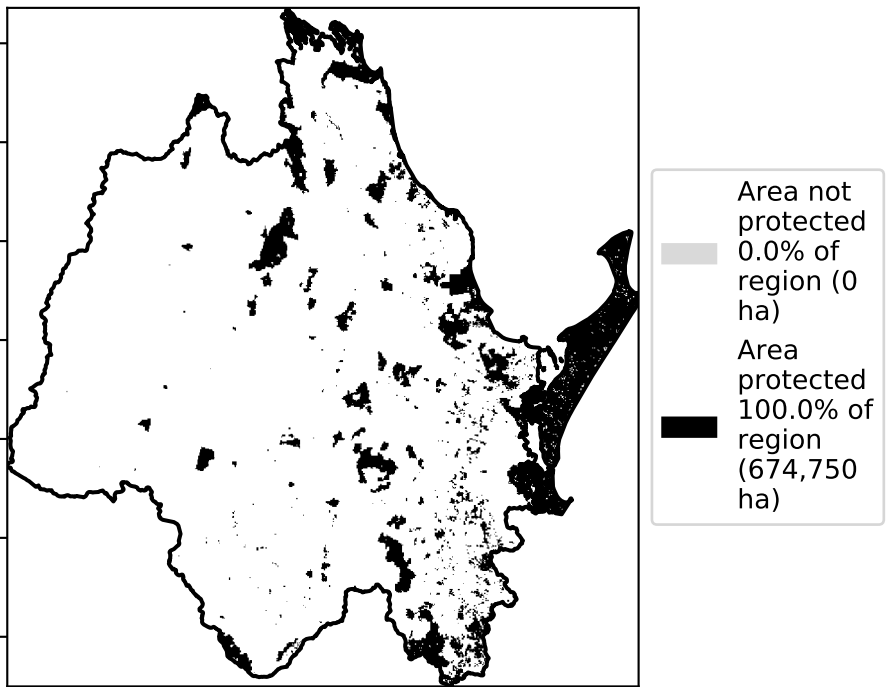 Area not
protected
0.0% of
region (0
ha)
Area
protected
100.0% of
region
(674,750
ha)